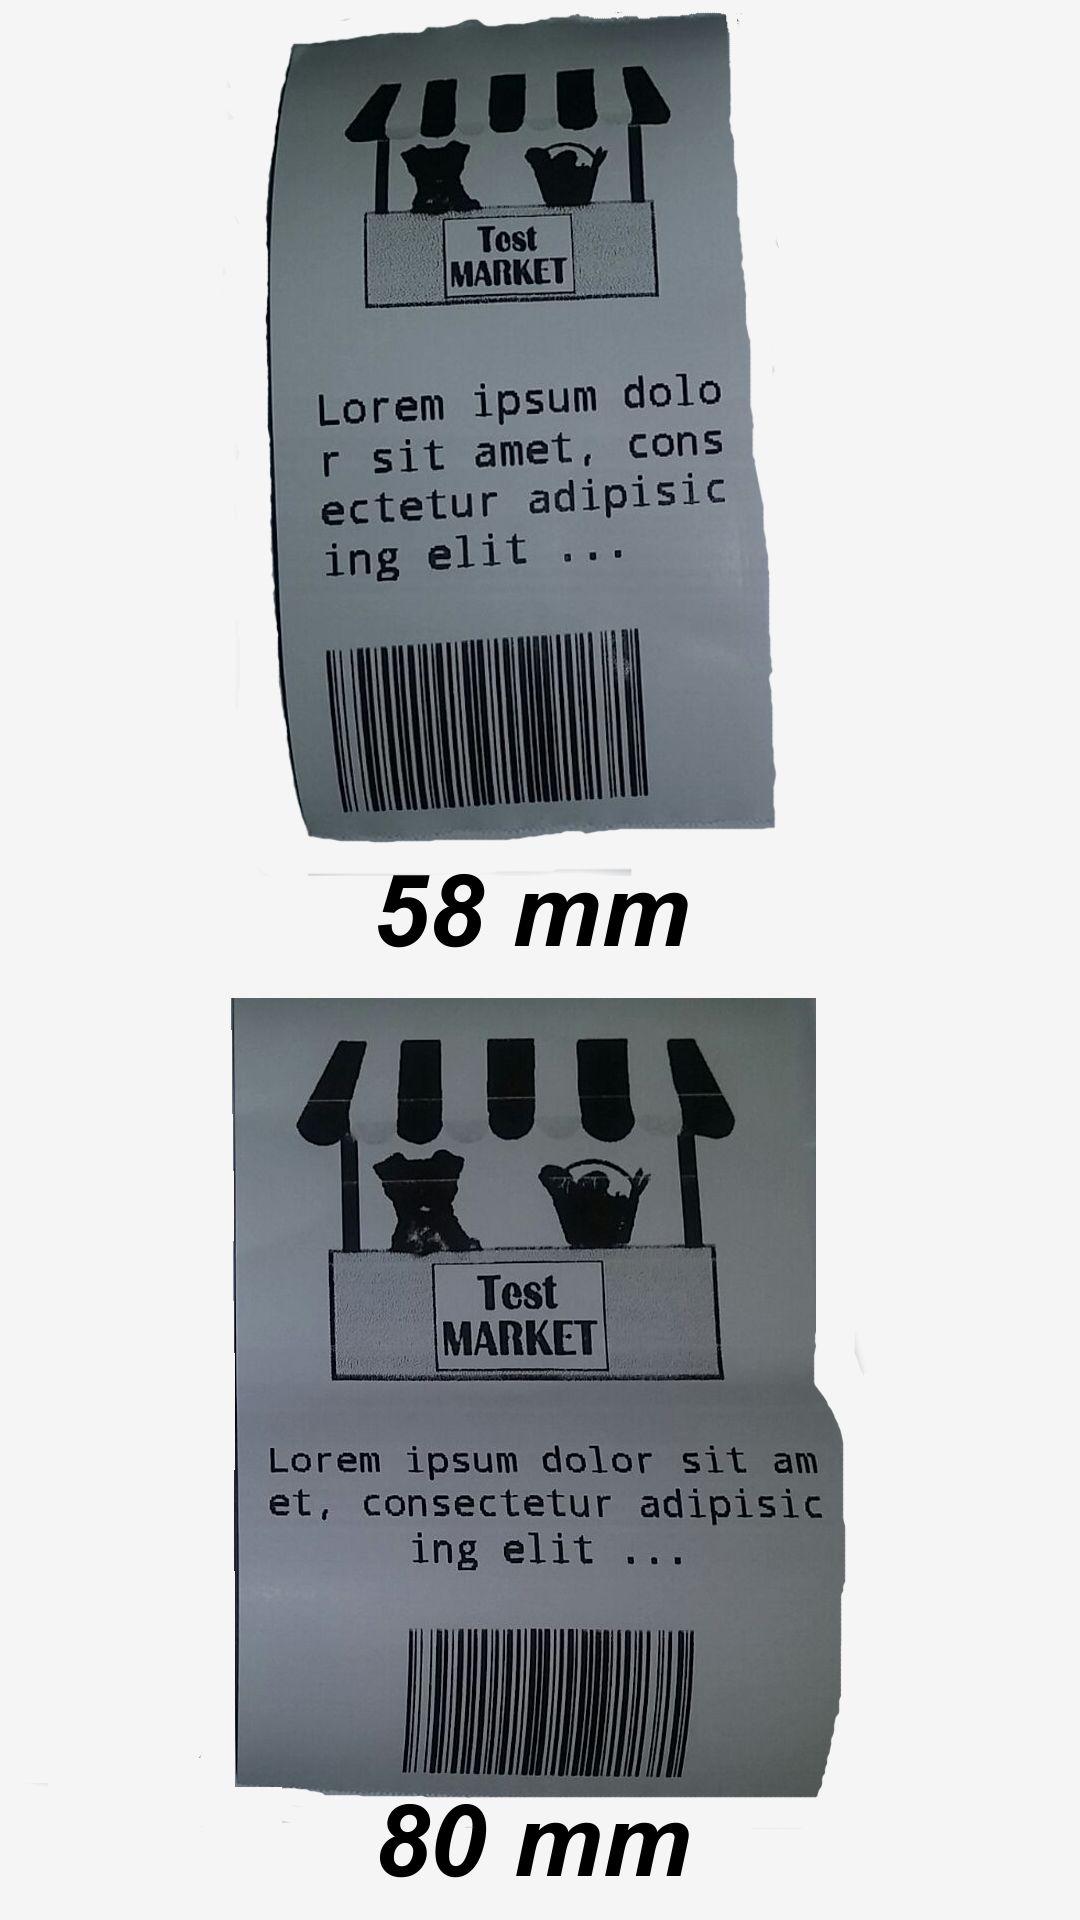 Test
MARKET
Lorem ipsum dolo
r sit amet, cons
ectetur adipisic
ing elit ...
58 mm
Test
MARKET
Lorem ipsum dolor sit am
et, consectetur adipisic
ing elit ...
80 mm